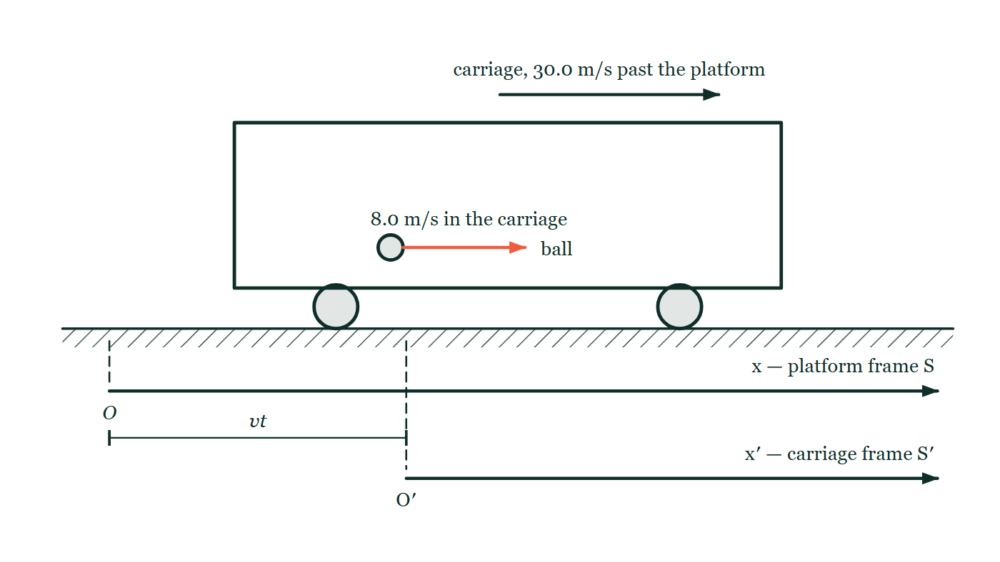 carriage, 30.0 m/s past the platform
8.0 m/s in the carriage
ball
x — platform frame S
O
vt
x′ — carriage frame S′
O′